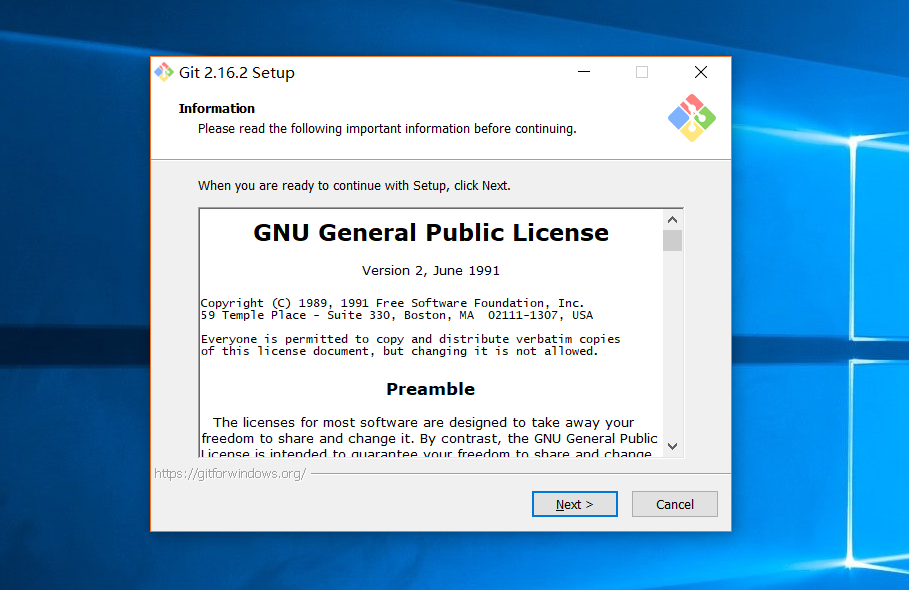 Git 2.16.2 Setup
Information
Please read the following important information before continuing.
When you are ready to continue with Setup, click Next.
GNU General Public License
Version 2, June 1991
Copyright (C) 1989, 1991 Free Software Foundation, Inc.
59 Temple Place - Suite 330, Boston, MA  02111-1307, USA
Everyone is permitted to copy and distribute verbatim copies
of this license document, but changing it is not allowed.
Preamble
The licenses for most software are designed to take away your
freedom to share and change it. By contrast, the GNU General Public
License is intended to guarantee your freedom to share and change
https://gitforwindows.org/
Next >
Cancel